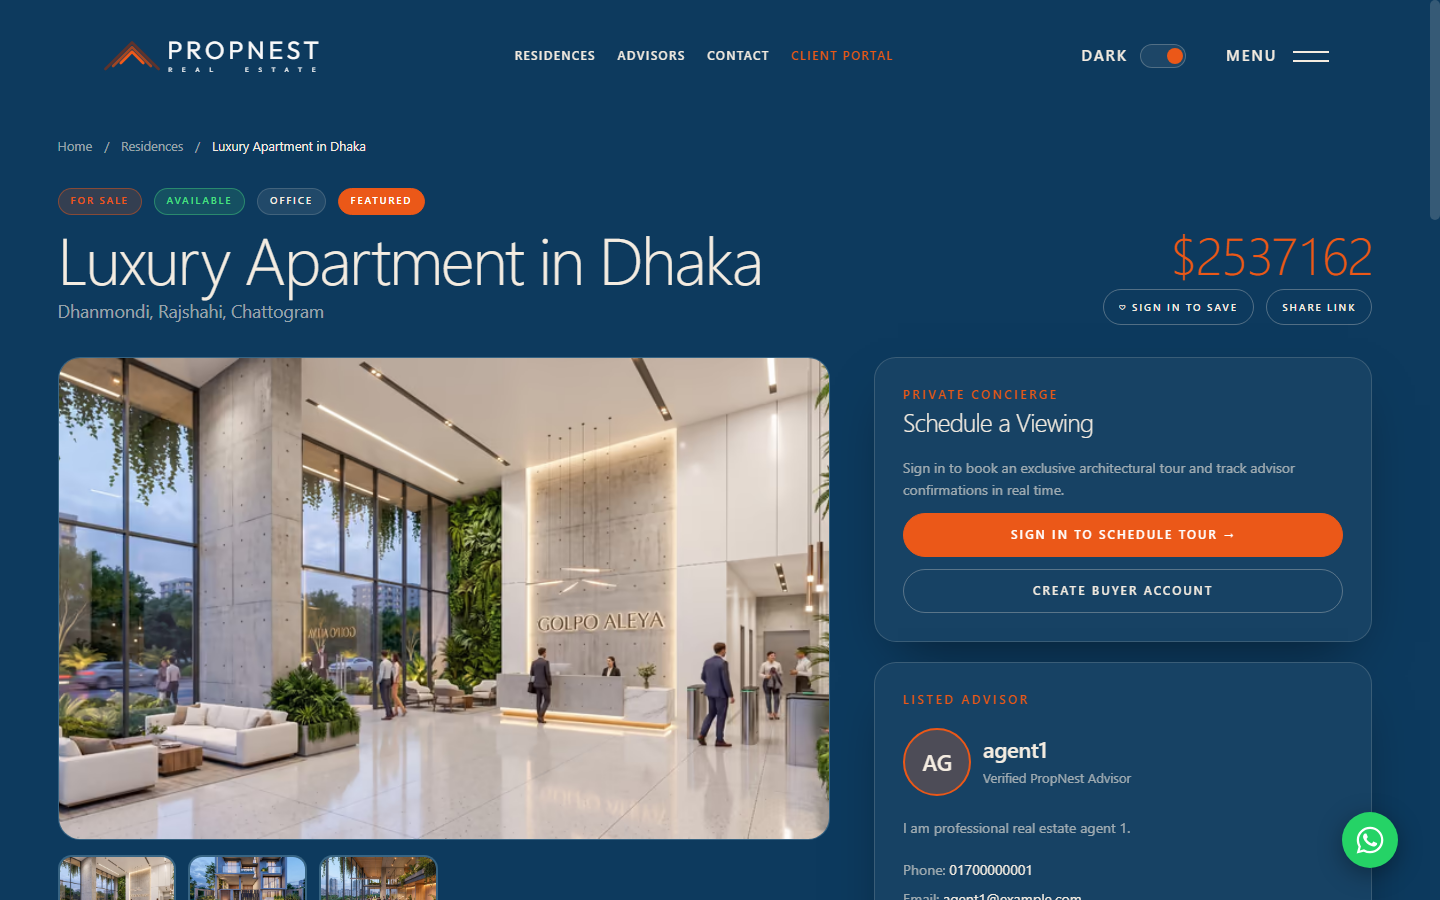 PROPNEST
REAL ESTATE
RESIDENCES ADVISORS CONTACT CLIENT PORTAL
DARK
MENU
Home / Residences / Luxury Apartment in Dhaka
FOR SALE AVAILABLE OFFICE FEATURED
Luxury Apartment in Dhaka
$2537162
Dhanmondi, Rajshahi, Chattogram
♡ SIGN IN TO SAVE
SHARE LINK
GOLPO ALEYA
PRIVATE CONCIERGE
Schedule a Viewing
Sign in to book an exclusive architectural tour and track advisor
confirmations in real time.
SIGN IN TO SCHEDULE TOUR →
CREATE BUYER ACCOUNT
LISTED ADVISOR
AG
agent1
Verified PropNest Advisor
I am professional real estate agent 1.
Phone: 01700000001
Email: agent1@example.com